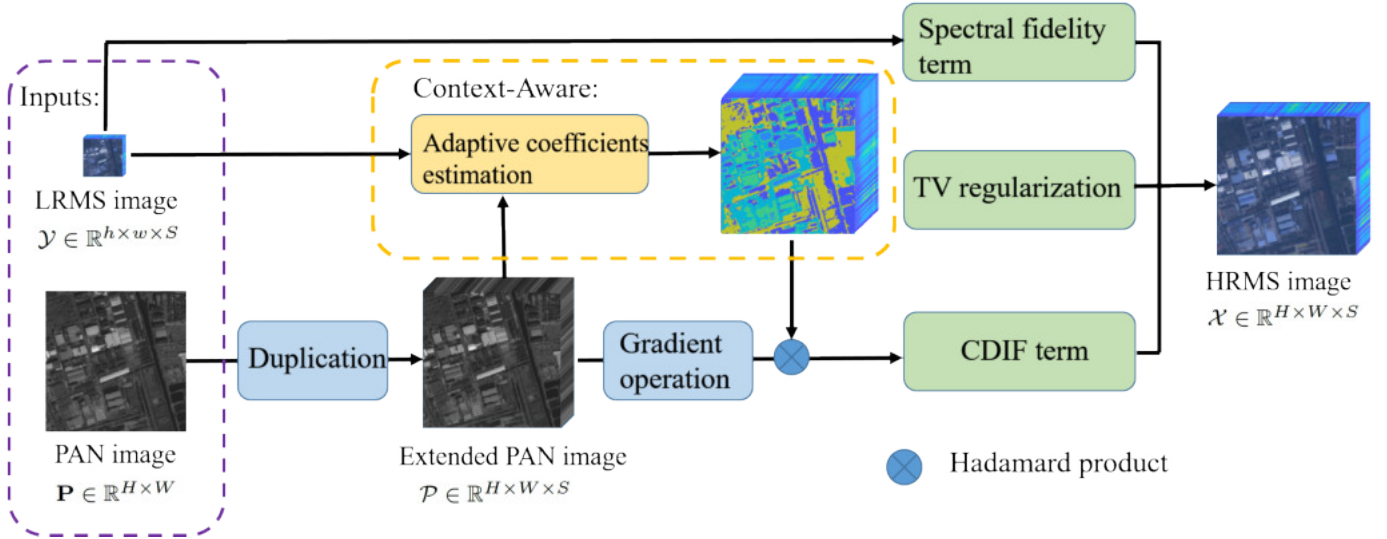 Inputs:
LRMS image
𝒴 ∈ ℝ^{h×w×S}
PAN image
𝐏 ∈ ℝ^{H×W}
Duplication
Context-Aware:
Adaptive coefficients
estimation
Extended PAN image
𝒫 ∈ ℝ^{H×W×S}
Gradient
operation
Spectral fidelity
term
TV regularization
CDIF term
Hadamard product
HRMS image
𝒳 ∈ ℝ^{H×W×S}